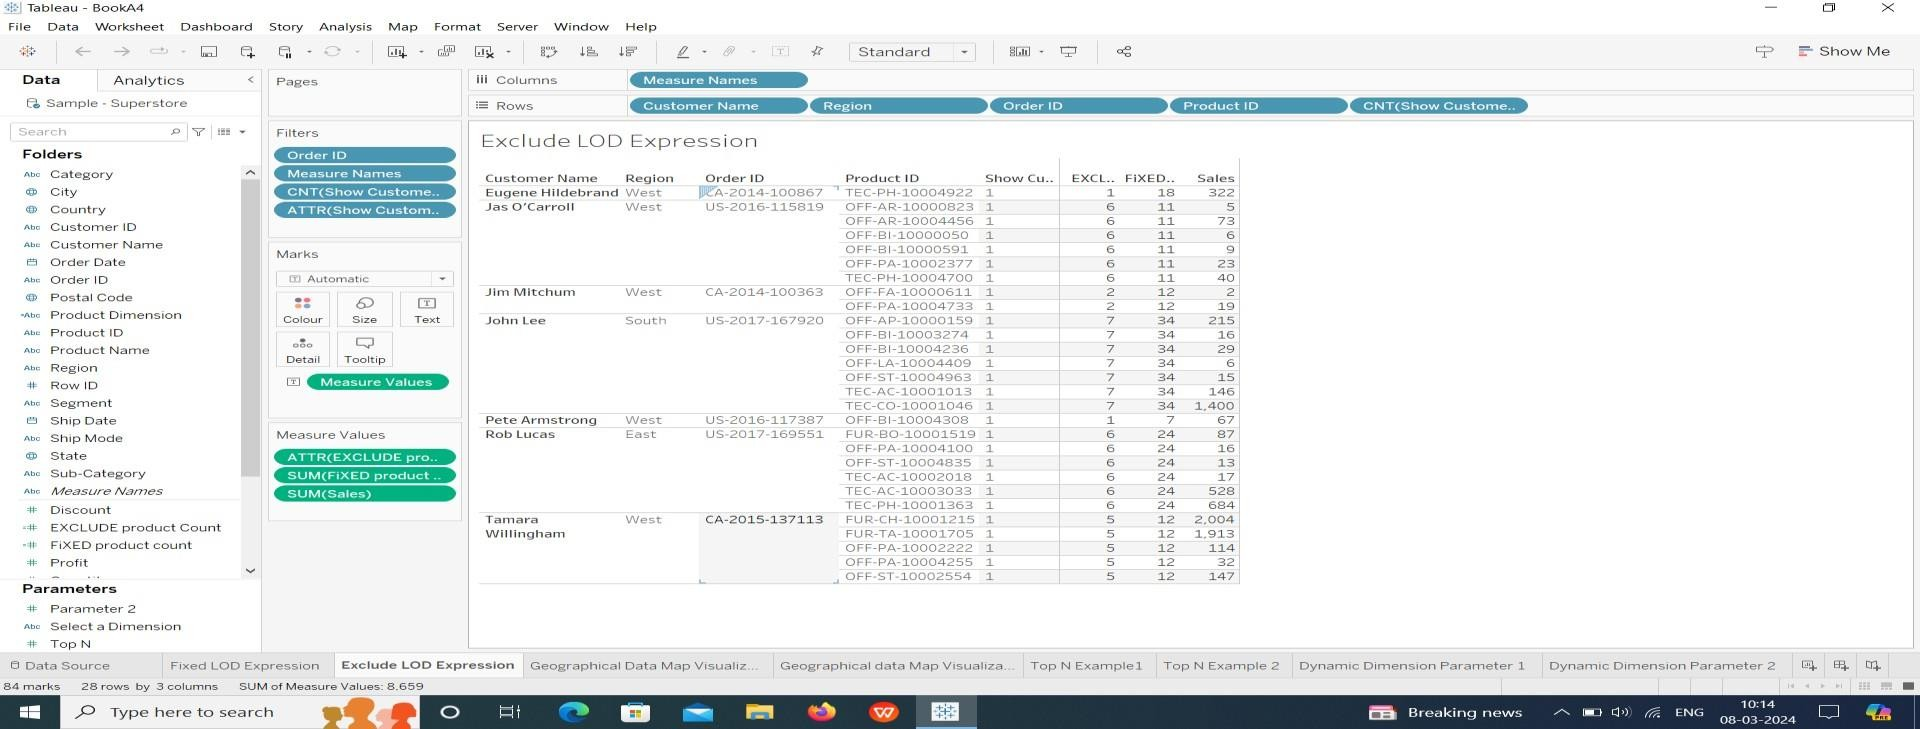 Tableau - BookA4
File Data Worksheet Dashboard Story Analysis Map Format Server Window Help
Standard
Show Me
Data Analytics
Sample - Superstore
Search
Folders
Abc Category
City
Country
Abc Customer ID
Abc Customer Name
Order Date
Abc Order ID
Postal Code
=Abc Product Dimension
Abc Product ID
Abc Product Name
Abc Region
# Row ID
Abc Segment
Ship Date
Abc Ship Mode
State
Abc Sub-Category
Abc Measure Names
# Discount
=# EXCLUDE product Count
=# FiXED product count
# Profit
Parameters
# Parameter 2
Abc Select a Dimension
# Top N
Pages
Filters
Order ID
Measure Names
CNT(Show Custome..
ATTR(Show Custom..
Marks
Automatic
Colour Size Text
Detail Tooltip
Measure Values
Measure Values
ATTR(EXCLUDE pro..
SUM(FiXED product ..
SUM(Sales)
Columns Measure Names
Rows Customer Name Region Order ID Product ID CNT(Show Custome..
Exclude LOD Expression
Customer Name Region Order ID Product ID Show Cu.. EXCL.. FiXED.. Sales
Eugene Hildebrand West CA-2014-100867 TEC-PH-10004922 1 1 18 322
Jas O'Carroll West US-2016-115819 OFF-AR-10000823 1 6 11 5
OFF-AR-10004456 1 6 11 73
OFF-BI-10000050 1 6 11 6
OFF-BI-10000591 1 6 11 9
OFF-PA-10002377 1 6 11 23
TEC-PH-10004700 1 6 11 40
Jim Mitchum West CA-2014-100363 OFF-FA-10000611 1 2 12 2
OFF-PA-10004733 1 2 12 19
John Lee South US-2017-167920 OFF-AP-10000159 1 7 34 215
OFF-BI-10003274 1 7 34 16
OFF-BI-10004236 1 7 34 29
OFF-LA-10004409 1 7 34 6
OFF-ST-10004963 1 7 34 15
TEC-AC-10001013 1 7 34 146
TEC-CO-10001046 1 7 34 1,400
Pete Armstrong West US-2016-117387 OFF-BI-10004308 1 1 7 67
Rob Lucas East US-2017-169551 FUR-BO-10001519 1 6 24 87
OFF-PA-10004100 1 6 24 16
OFF-ST-10004835 1 6 24 13
TEC-AC-10002018 1 6 24 17
TEC-AC-10003033 1 6 24 528
TEC-PH-10001363 1 6 24 684
Tamara West CA-2015-137113 FUR-CH-10001215 1 5 12 2,004
Willingham FUR-TA-10001705 1 5 12 1,913
OFF-PA-10002222 1 5 12 114
OFF-PA-10004255 1 5 12 32
OFF-ST-10002554 1 5 12 147
Data Source Fixed LOD Expression Exclude LOD Expression Geographical Data Map Visualiz... Geographical data Map Visualiza... Top N Example1 Top N Example 2 Dynamic Dimension Parameter 1 Dynamic Dimension Parameter 2
84 marks 28 rows by 3 columns SUM of Measure Values: 8,659
Type here to search
Breaking news
ENG
10:14
08-03-2024